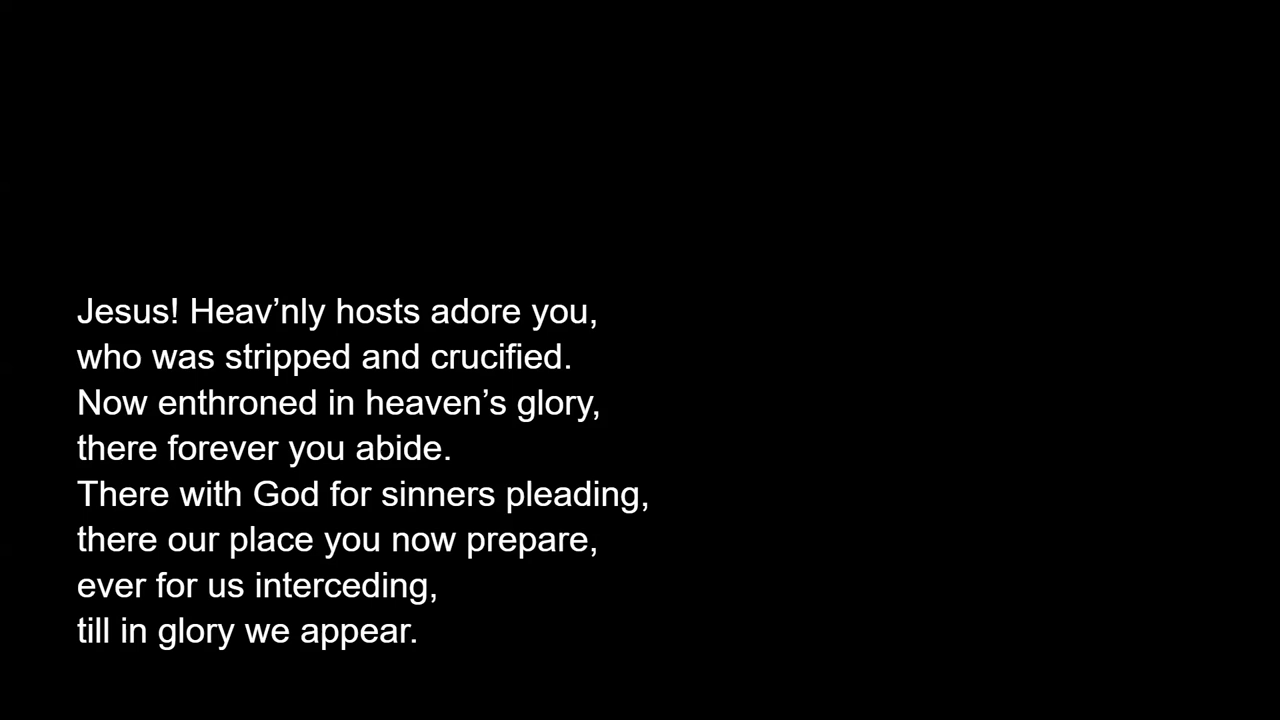 Jesus! Heav’nly hosts adore you,
who was stripped and crucified.
Now enthroned in heaven’s glory,
there forever you abide.
There with God for sinners pleading,
there our place you now prepare,
ever for us interceding,
till in glory we appear.